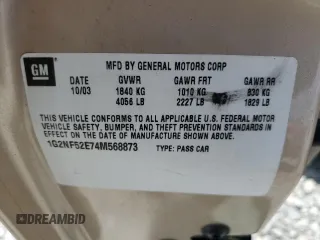 GM
MFD BY GENERAL MOTORS CORP
DATE GVWR GAWR FRT GAWR RR
10/03 1840 KG 1010 KG 830 KG
4056 LB 2227 LB 1829 LB
THIS VEHICLE CONFORMS TO ALL APPLICABLE U.S. FEDERAL MOTOR
VEHICLE SAFETY, BUMPER, AND THEFT PREVENTION STANDARDS IN
EFFECT ON THE DATE OF MANUFACTURE SHOWN ABOVE.
1G2NF52E74M568873 TYPE: PASS CAR
DREAMBID